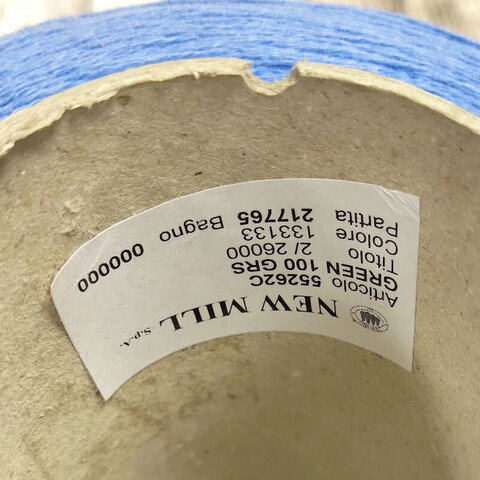 NEW MILL S.p.A.
Articolo 55262C
GREEN 100 GRS
Titolo 2/ 26000
Colore 133133
Partita 217765 Bagno 000000